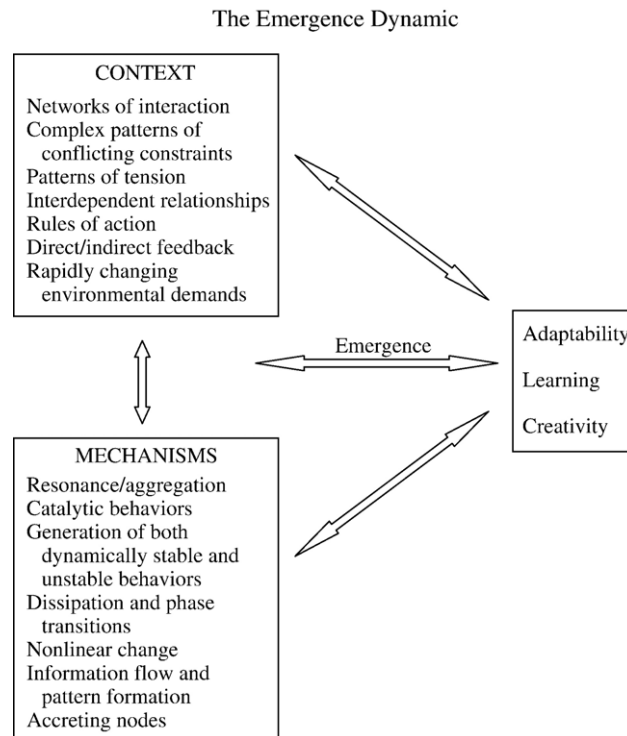 The Emergence Dynamic
CONTEXT
Networks of interaction
Complex patterns of
conflicting constraints
Patterns of tension
Interdependent relationships
Rules of action
Direct/indirect feedback
Rapidly changing
environmental demands
Emergence
Adaptability
Learning
Creativity
MECHANISMS
Resonance/aggregation
Catalytic behaviors
Generation of both
dynamically stable and
unstable behaviors
Dissipation and phase
transitions
Nonlinear change
Information flow and
pattern formation
Accreting nodes